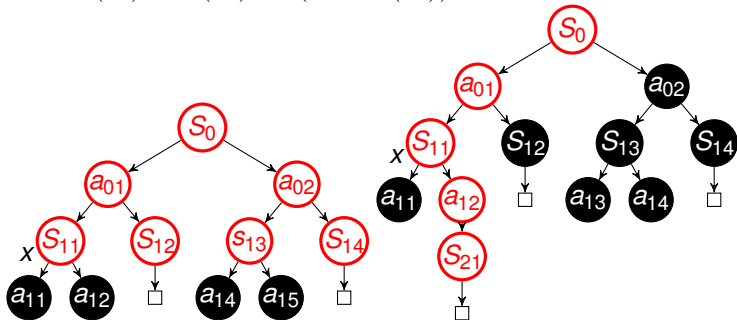 S0
a01 a02
S11 S12 s13 S14
x
a11 a12 a14 a15
S0
a01 a02
S11 S12 S13 S14
x
a11 a12 a13 a14
S21